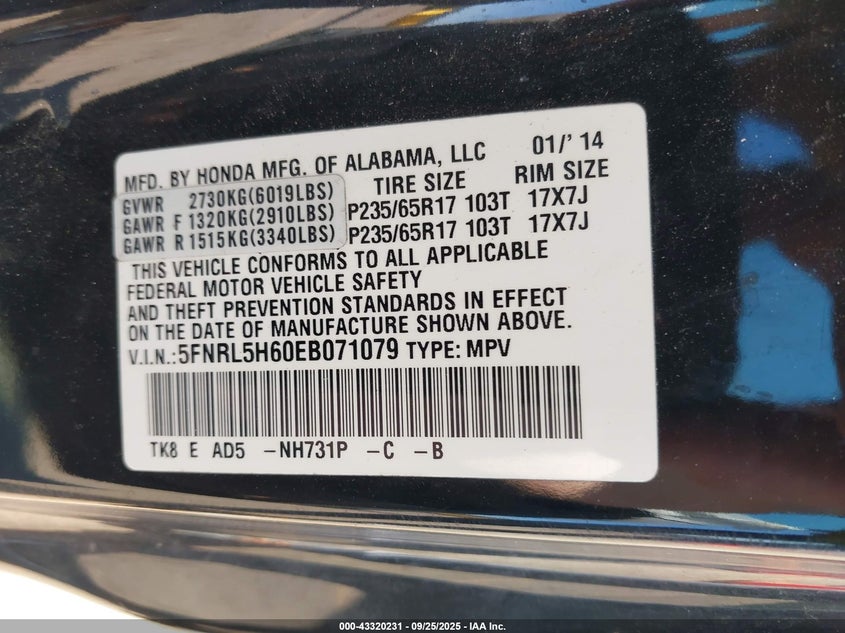 MFD. BY HONDA MFG. OF ALABAMA, LLC 01/' 14
TIRE SIZE RIM SIZE
GVWR 2730KG(6019LBS)
GAWR F 1320KG(2910LBS) P235/65R17 103T 17X7J
GAWR R 1515KG(3340LBS) P235/65R17 103T 17X7J
THIS VEHICLE CONFORMS TO ALL APPLICABLE
FEDERAL MOTOR VEHICLE SAFETY
AND THEFT PREVENTION STANDARDS IN EFFECT
ON THE DATE OF MANUFACTURE SHOWN ABOVE.
V.I.N.:5FNRL5H60EB071079 TYPE: MPV
TK8 E AD5 -NH731P -C -B
000-43320231 - 09/25/2025 - IAA Inc.